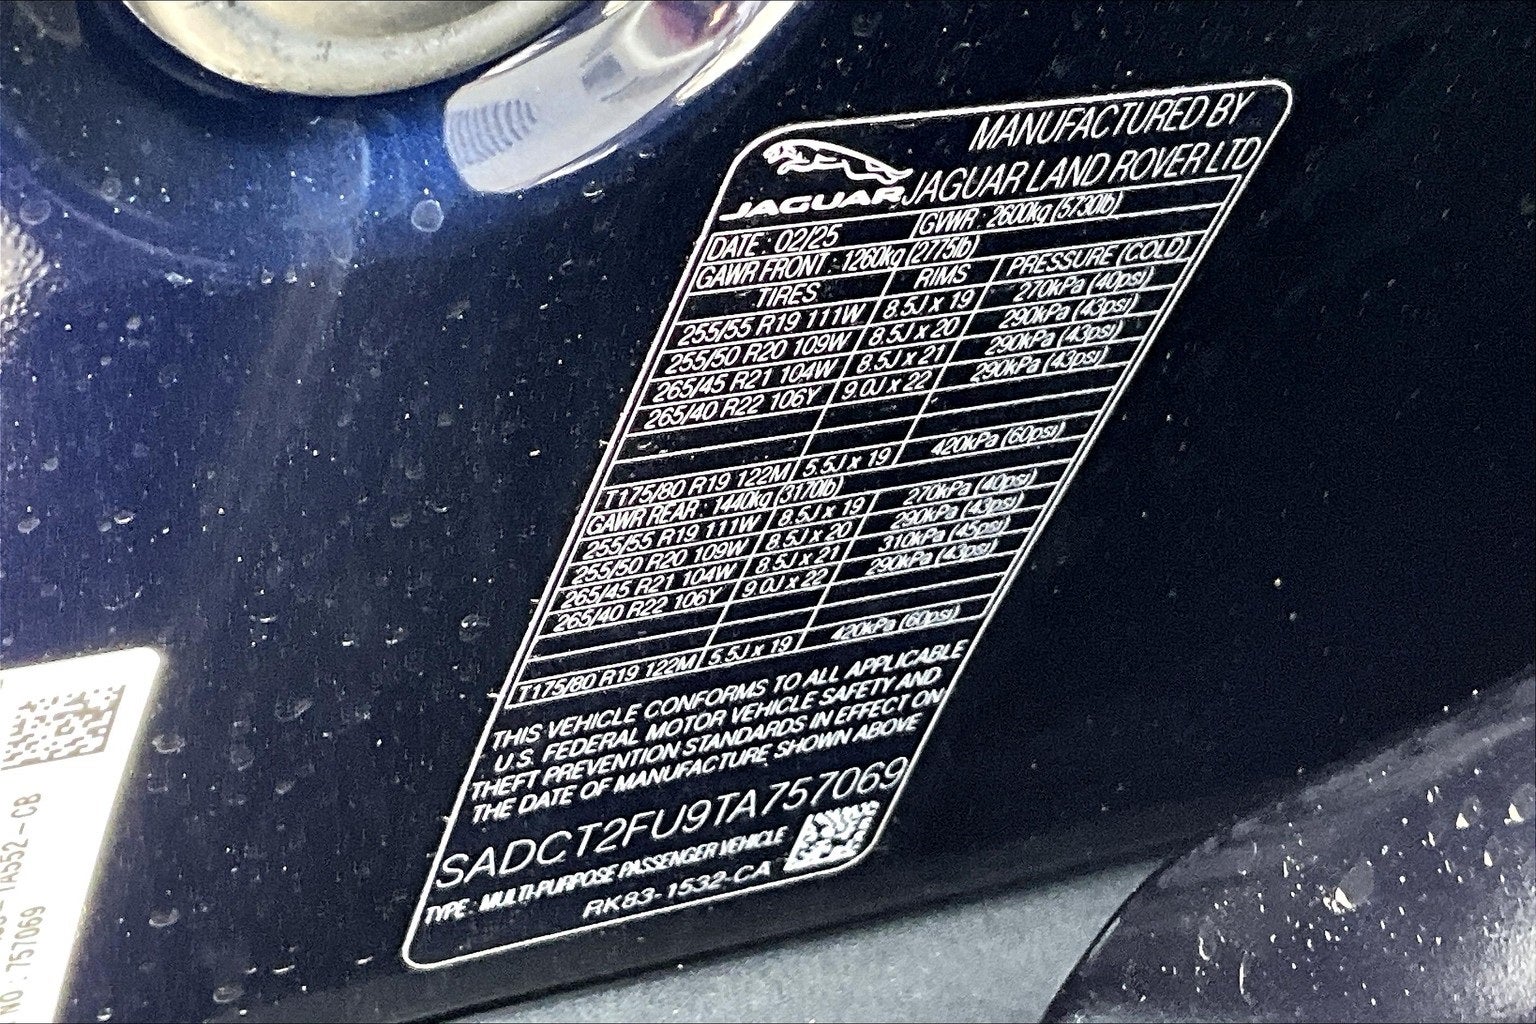 JAGUAR
MANUFACTURED BY
JAGUAR LAND ROVER LTD
DATE : 02/25 GVWR : 2600kg (5730lb)
GAWR FRONT : 1260kg (2775lb)
TIRES RIMS PRESSURE (COLD)
255/55 R19 111W 8.5J x 19 270kPa (40psi)
255/50 R20 109W 8.5J x 20 290kPa (43psi)
265/45 R21 104W 8.5J x 21 290kPa (43psi)
265/40 R22 106Y 9.0J x 22 290kPa (43psi)
T175/80 R19 122M 5.5J x 19 420kPa (60psi)
GAWR REAR : 1440kg (3170lb)
255/55 R19 111W 8.5J x 19 270kPa (40psi)
255/50 R20 109W 8.5J x 20 290kPa (43psi)
265/45 R21 104W 8.5J x 21 310kPa (45psi)
265/40 R22 106Y 9.0J x 22 290kPa (43psi)
T175/80 R19 122M 5.5J x 19 420kPa (60psi)
THIS VEHICLE CONFORMS TO ALL APPLICABLE
U.S. FEDERAL MOTOR VEHICLE SAFETY AND
THEFT PREVENTION STANDARDS IN EFFECT ON
THE DATE OF MANUFACTURE SHOWN ABOVE
SADCT2FU9TA757069
TYPE : MULTI-PURPOSE PASSENGER VEHICLE
RK83-1532-CA
1A552-CB
NO : 757069